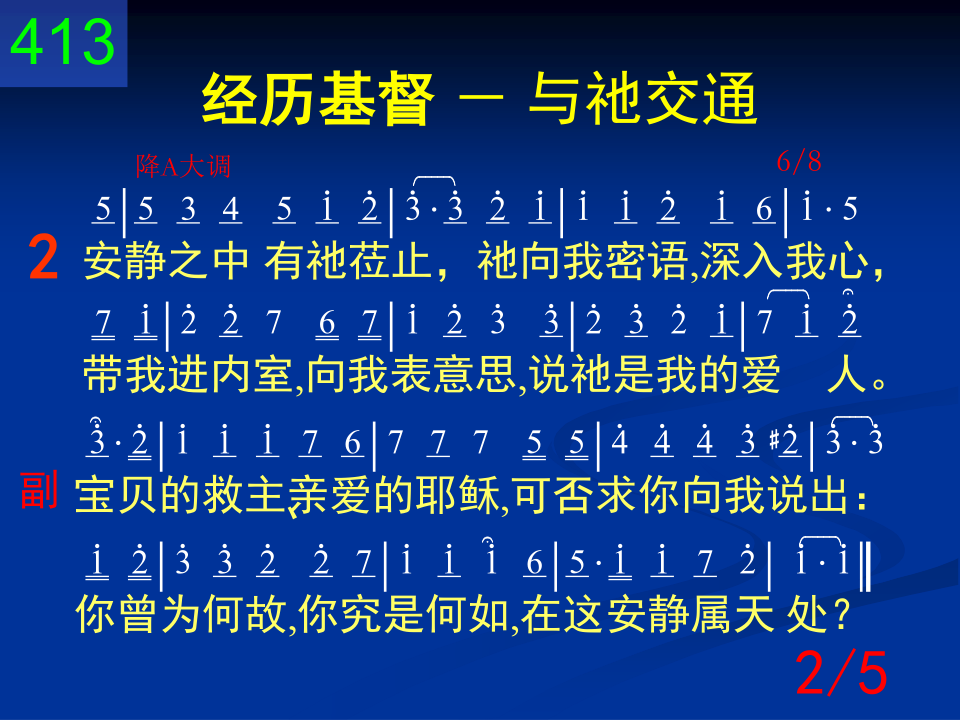 413
经历基督 － 与祂交通
降A大调 6/8
5|5 3 4 5 1̇ 2̇|3̇·3̇ 2̇ 1̇|1̇ 1̇ 2̇ 1̇ 6|1̇·5
2 安静之中 有祂莅止，祂向我密语,深入我心，
7 1̇|2̇ 2̇ 7 6 7|1̇ 2̇ 3̇ 3̇|2̇ 3̇ 2̇ 1̇|7 1̇ 2̇
带我进内室,向我表意思,说祂是我的爱 人。
3̇·2̇|1̇ 1̇ 1̇ 7 6|7 7 7 5 5|4̇ 4̇ 4̇ 3̇ #2̇|3̇·3̇
副 宝贝的救主、亲爱的耶稣,可否求你向我说出：
1̇ 2̇|3̇ 3̇ 2̇ 2̇ 7|1̇ 1̇ 1̇ 6|5·1̇ 1̇ 7 2̇|1̇·1̇‖
你曾为何故,你究是何如,在这安静属天 处？
2/5